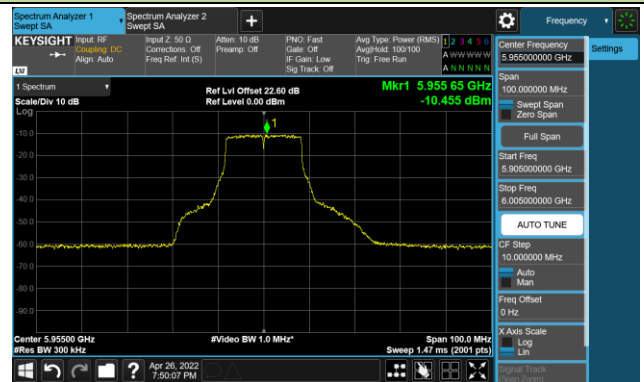 Spectrum Analyzer 1
Swept SA
Spectrum Analyzer 2
Swept SA
+
Frequency
KEYSIGHT
Input: RF
Coupling: DC
Align: Auto
Input Z: 50 Ω
Corrections: Off
Freq Ref: Int (S)
Atten: 10 dB
Preamp: Off
PNO: Fast
Gate: Off
IF Gain: Low
Sig Track: Off
Avg Type: Power (RMS)
Avg|Hold: 100/100
Trig: Free Run
1 2 3 4 5 6
A W W W W W
A N N N N N
LXI
1 Spectrum
Scale/Div 10 dB
Log
Ref Lvl Offset 22.60 dB
Ref Level 0.00 dBm
Mkr1 5.955 65 GHz
-10.455 dBm
1
-10.0
-20.0
-30.0
-40.0
-50.0
-60.0
-70.0
-80.0
-90.0
Center 5.95500 GHz
#Res BW 300 kHz
#Video BW 1.0 MHz*
Span 100.0 MHz
Sweep 1.47 ms (2001 pts)
Center Frequency
5.955000000 GHz
Settings
Span
100.000000 MHz
Swept Span
Zero Span
Full Span
Start Freq
5.905000000 GHz
Stop Freq
6.005000000 GHz
AUTO TUNE
CF Step
10.000000 MHz
Auto
Man
Freq Offset
0 Hz
X Axis Scale
Log
Lin
Signal Track
(Span Zoom)
?
Apr 26, 2022
7:50:07 PM